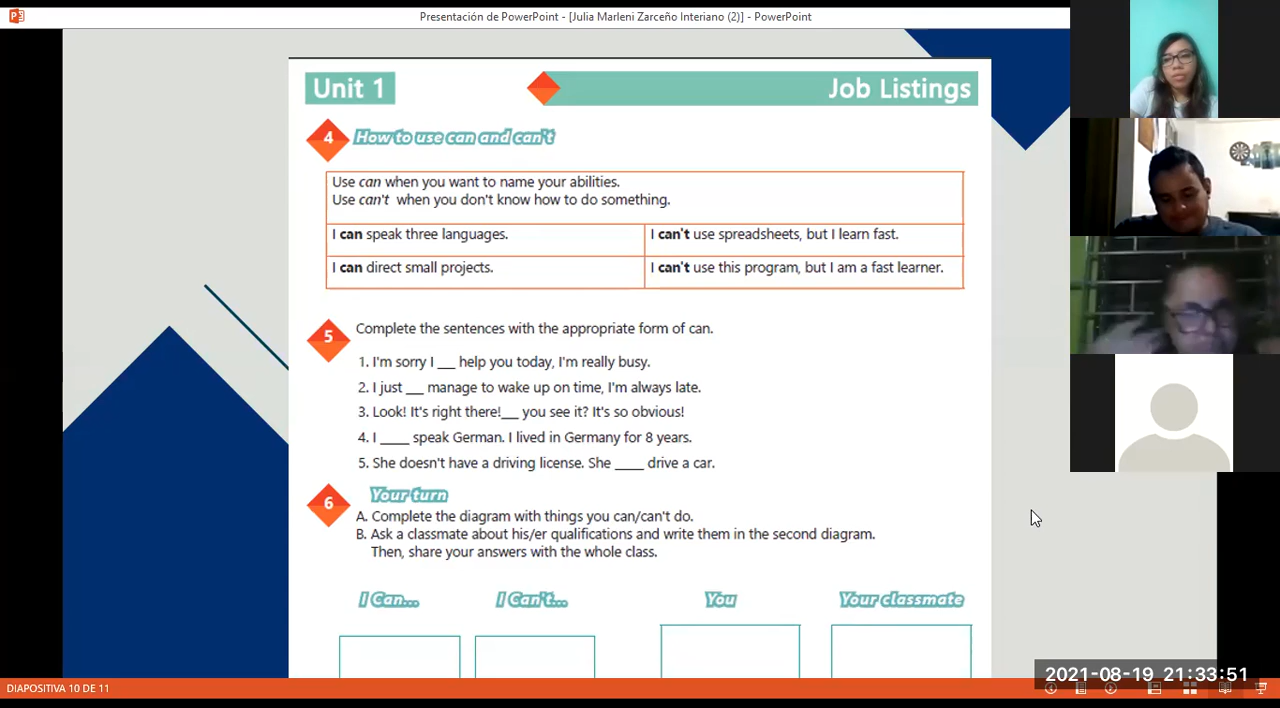 Presentación de PowerPoint - [Julia Marleni Zarceño Interiano (2)] - PowerPoint
Unit 1
Job Listings
4 How to use can and can't
Use can when you want to name your abilities.
Use can't when you don't know how to do something.
I can speak three languages.
I can't use spreadsheets, but I learn fast.
I can direct small projects.
I can't use this program, but I am a fast learner.
5 Complete the sentences with the appropriate form of can.
1. I'm sorry I ___ help you today, I'm really busy.
2. I just ___ manage to wake up on time, I'm always late.
3. Look! It's right there!___ you see it? It's so obvious!
4. I _____ speak German. I lived in Germany for 8 years.
5. She doesn't have a driving license. She _____ drive a car.
6 Your turn
A. Complete the diagram with things you can/can't do.
B. Ask a classmate about his/er qualifications and write them in the second diagram.
Then, share your answers with the whole class.
I Can...
I Can't...
You
Your classmate
2021-08-19 21:33:51
DIAPOSITIVA 10 DE 11